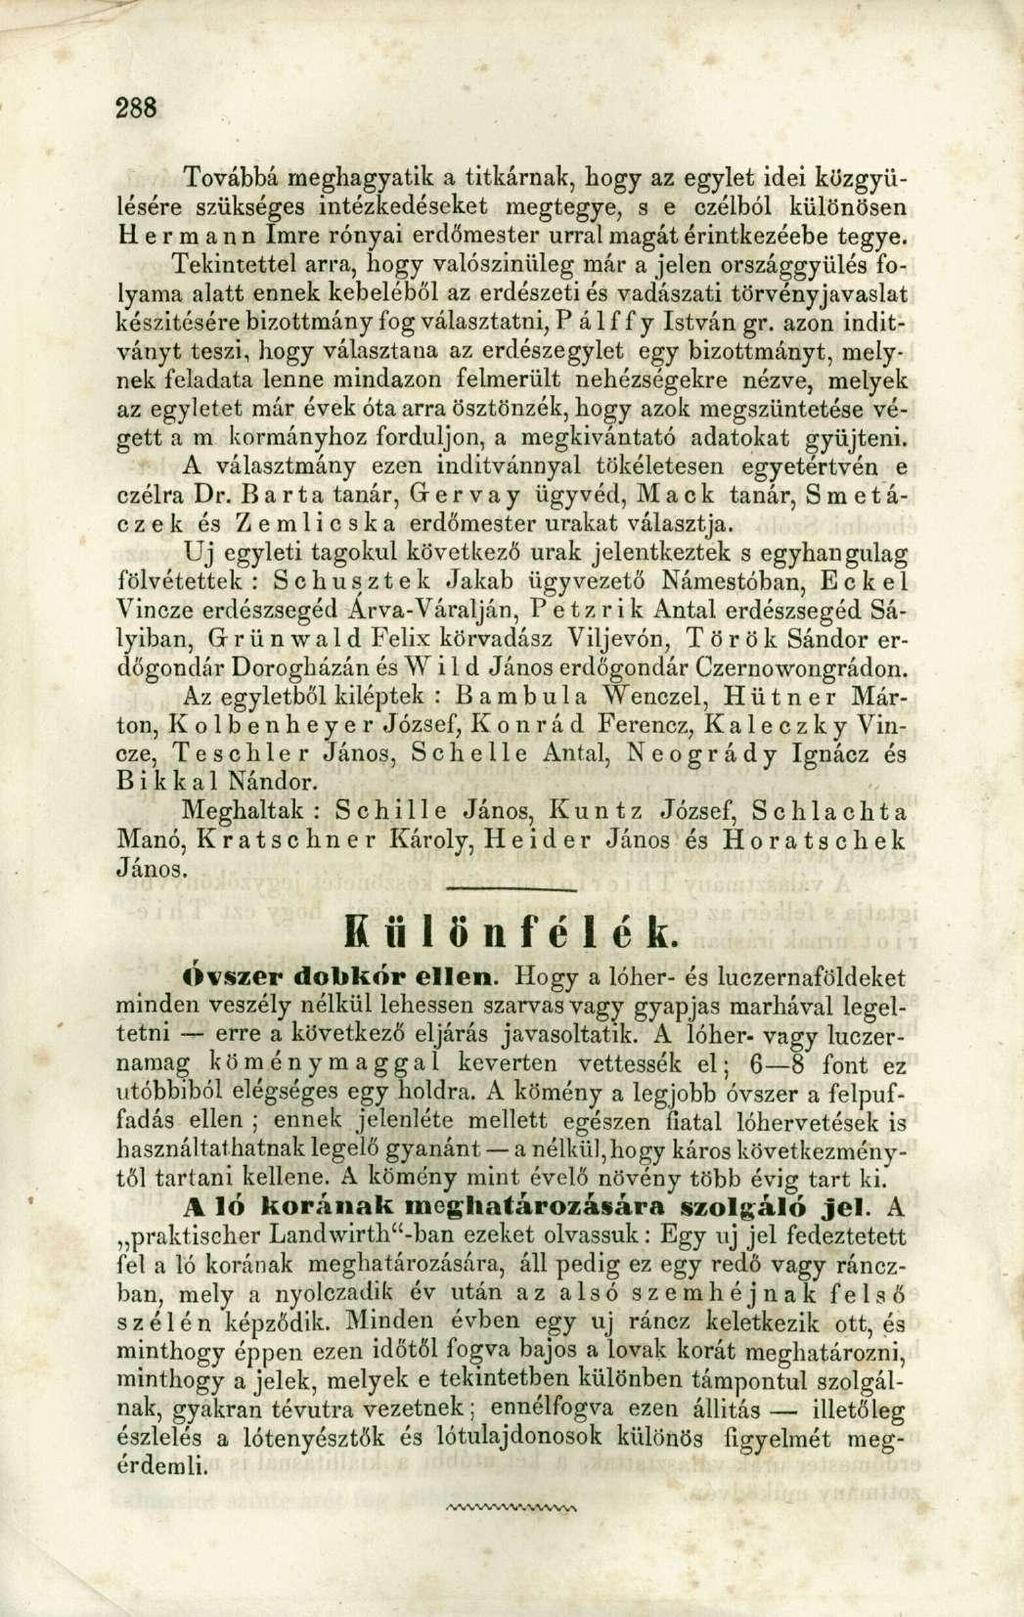 288
Továbbá meghagyatik a titkárnak, hogy az egylet idei közgyü-
lésére szükséges intézkedéseket megtegye, s e czélból különösen
Hermann Imre rónyai erdőmester urral magát érintkezéebe tegye.
Tekintettel arra, hogy valószinüleg már a jelen országgyülés fo-
lyama alatt ennek kebeléből az erdészeti és vadászati törvényjavaslat
készitésére bizottmány fog választatni, Pálffy István gr. azon indit-
ványt teszi, hogy választana az erdészegylet egy bizottmányt, mely-
nek feladata lenne mindazon felmerült nehézségekre nézve, melyek
az egyletet már évek óta arra ösztönzék, hogy azok megszüntetése vé-
gett a m kormányhoz forduljon, a megkivántató adatokat gyüjteni.
A választmány ezen inditvánnyal tökéletesen egyetértvén e
czélra Dr. Barta tanár, Gervay ügyvéd, Mack tanár, Smetá-
czek és Zemlicska erdőmester urakat választja.
Uj egyleti tagokul következő urak jelentkeztek s egyhangulag
fölvétettek : Schusztek Jakab ügyvezető Námestóban, Eckel
Vincze erdészsegéd Árva-Váralján, Petzrik Antal erdészsegéd Sá-
lyiban, Grünwald Felix körvadász Viljevón, Török Sándor er-
dőgondár Dorogházán és Wild János erdőgondár Czernowongrádon.
Az egyletből kiléptek : Bambula Wenczel, Hütner Már-
ton, Kolbenheyer József, Konrád Ferencz, Kaleczky Vin-
cze, Teschler János, Schelle Antal, Neogrády Ignácz és
Bikkal Nándor.
Meghaltak : Schille János, Kuntz József, Schlachta
Manó, Kratschner Károly, Heider János és Horatschek
János.
Különfélék.
Óvszer dobkór ellen. Hogy a lóher- és luczernaföldeket
minden veszély nélkül lehessen szarvas vagy gyapjas marhával legel-
tetni — erre a következő eljárás javasoltatik. A lóher- vagy luczer-
namag köménymaggal keverten vettessék el; 6—8 font ez
utóbbiból elégséges egy holdra. A kömény a legjobb óvszer a felpuf-
fadás ellen ; ennek jelenléte mellett egészen fiatal lóhervetések is
használtathatnak legelő gyanánt — a nélkül, hogy káros következmény-
től tartani kellene. A kömény mint évelő növény több évig tart ki.
A ló korának meghatározására szolgáló jel. A
„praktischer Landwirth“-ban ezeket olvassuk: Egy uj jel fedeztetett
fel a ló korának meghatározására, áll pedig ez egy redő vagy ráncz-
ban, mely a nyolczadik év után az alsó szemhéjnak felső
szélén képződik. Minden évben egy uj ráncz keletkezik ott, és
minthogy éppen ezen időtől fogva bajos a lovak korát meghatározni,
minthogy a jelek, melyek e tekintetben különben támpontul szolgál-
nak, gyakran tévutra vezetnek ; ennélfogva ezen állitás — illetőleg
észlelés a lótenyésztők és lótulajdonosok különös figyelmét meg-
érdemli.